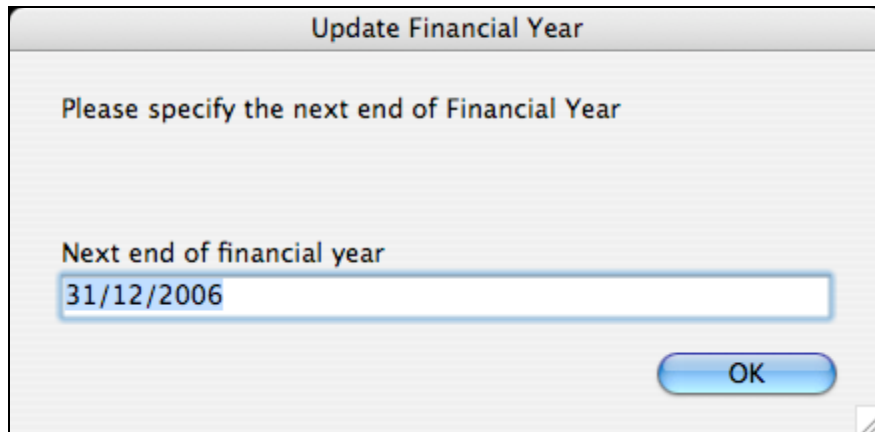 Update Financial Year
Please specify the next end of Financial Year
Next end of financial year
31/12/2006
OK